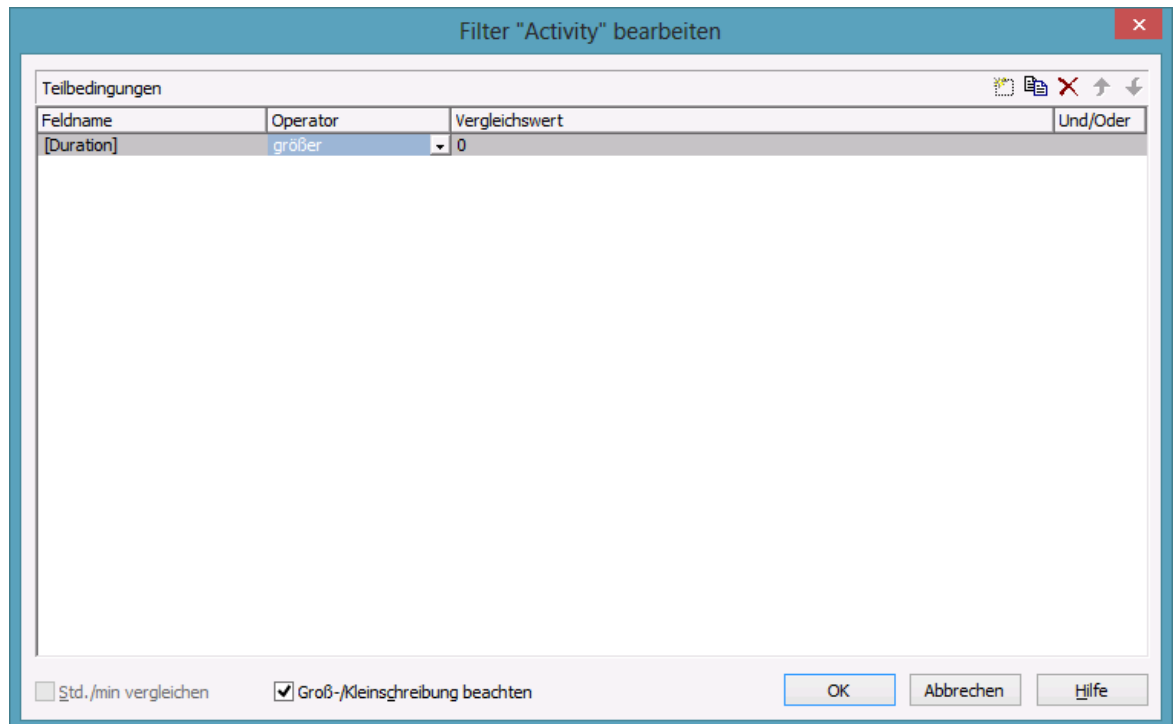 Filter "Activity" bearbeiten
Teilbedingungen
Feldname Operator Vergleichswert Und/Oder
[Duration] größer 0
Std./min vergleichen Groß-/Kleinschreibung beachten OK Abbrechen Hilfe